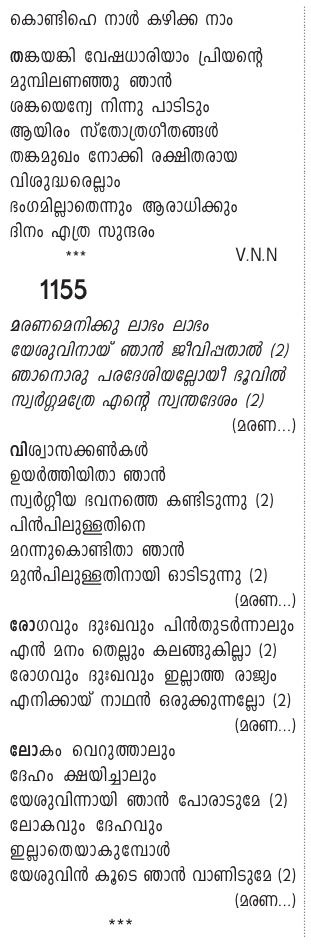 കൊണ്ടിഹെ നാൾ കഴിക്ക നാം
തങ്കയങ്കി വേഷധാരിയാം പ്രിയന്റെ
മുമ്പിലണഞ്ഞു ഞാൻ
ശങ്കയെന്യേ നിന്നു പാടിടും
ആയിരം സ്തോത്രഗീതങ്ങൾ
തങ്കമുഖം നോക്കി രക്ഷിതരായ
വിശുദ്ധരെല്ലാം
ഭംഗമില്ലാതെന്നും ആരാധിക്കും
ദിനം എത്ര സുന്ദരം
*** V.N.N
1155
മരണമെനിക്കു ലാഭം ലാഭം
യേശുവിനായ് ഞാൻ ജീവിപ്പതാൽ (2)
ഞാനൊരു പരദേശിയല്ലോയീ ഭൂവിൽ
സ്വർഗ്ഗമത്രേ എന്റെ സ്വന്തദേശം (2)
(മരണ...)
വിശ്വാസക്കൺകൾ
ഉയർത്തിയിതാ ഞാൻ
സ്വർഗ്ഗീയ ഭവനത്തെ കണ്ടിടുന്നു (2)
പിൻപിലുള്ളതിനെ
മറന്നുകൊണ്ടിതാ ഞാൻ
മുൻപിലുള്ളതിനായി ഓടിടുന്നു (2)
(മരണ...)
രോഗവും ദുഃഖവും പിൻതുടർന്നാലും
എൻ മനം തെല്ലും കലങ്ങുകില്ലാ (2)
രോഗവും ദുഃഖവും ഇല്ലാത്ത രാജ്യം
എനിക്കായ് നാഥൻ ഒരുക്കുന്നല്ലോ (2)
(മരണ...)
ലോകം വെറുത്താലും
ദേഹം ക്ഷയിച്ചാലും
യേശുവിന്നായി ഞാൻ പോരാടുമേ (2)
ലോകവും ദേഹവും
ഇല്ലാതെയാകുമ്പോൾ
യേശുവിൻ കൂടെ ഞാൻ വാണിടുമേ (2)
(മരണ...)
***